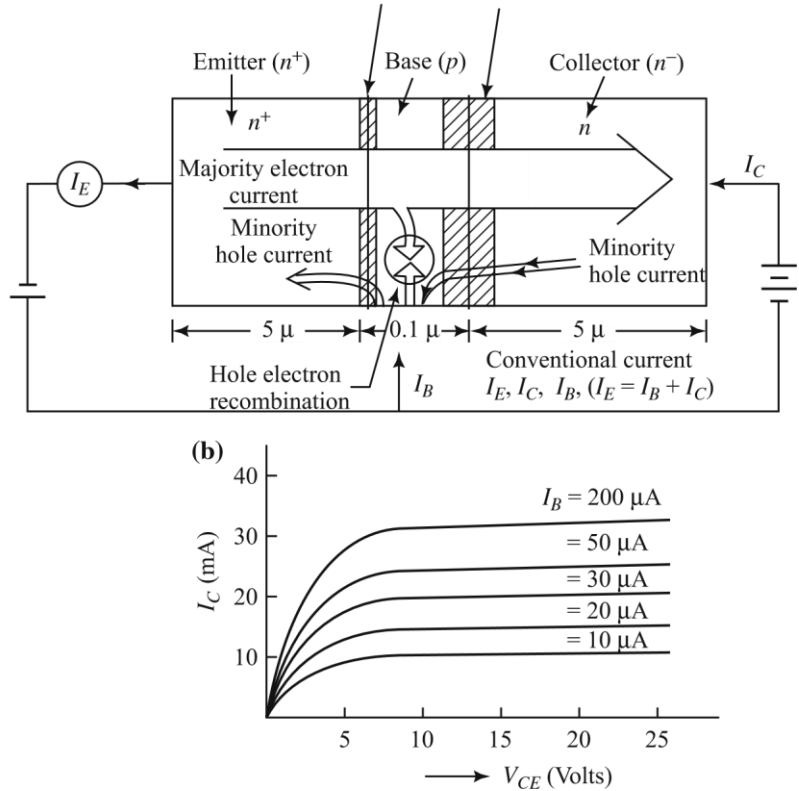 Emitter (n⁺)
Base (p)
Collector (n⁻)
n⁺
n
I_E
I_C
Majority electron
current
Minority
hole current
Minority
hole current
5 μ
0.1 μ
5 μ
Hole electron
recombination
I_B
Conventional current
I_E, I_C, I_B, (I_E = I_B + I_C)
(b)
40
30
20
10
I_C (mA)
I_B = 200 μA
= 50 μA
= 30 μA
= 20 μA
= 10 μA
5 10 15 20 25
V_CE (Volts)